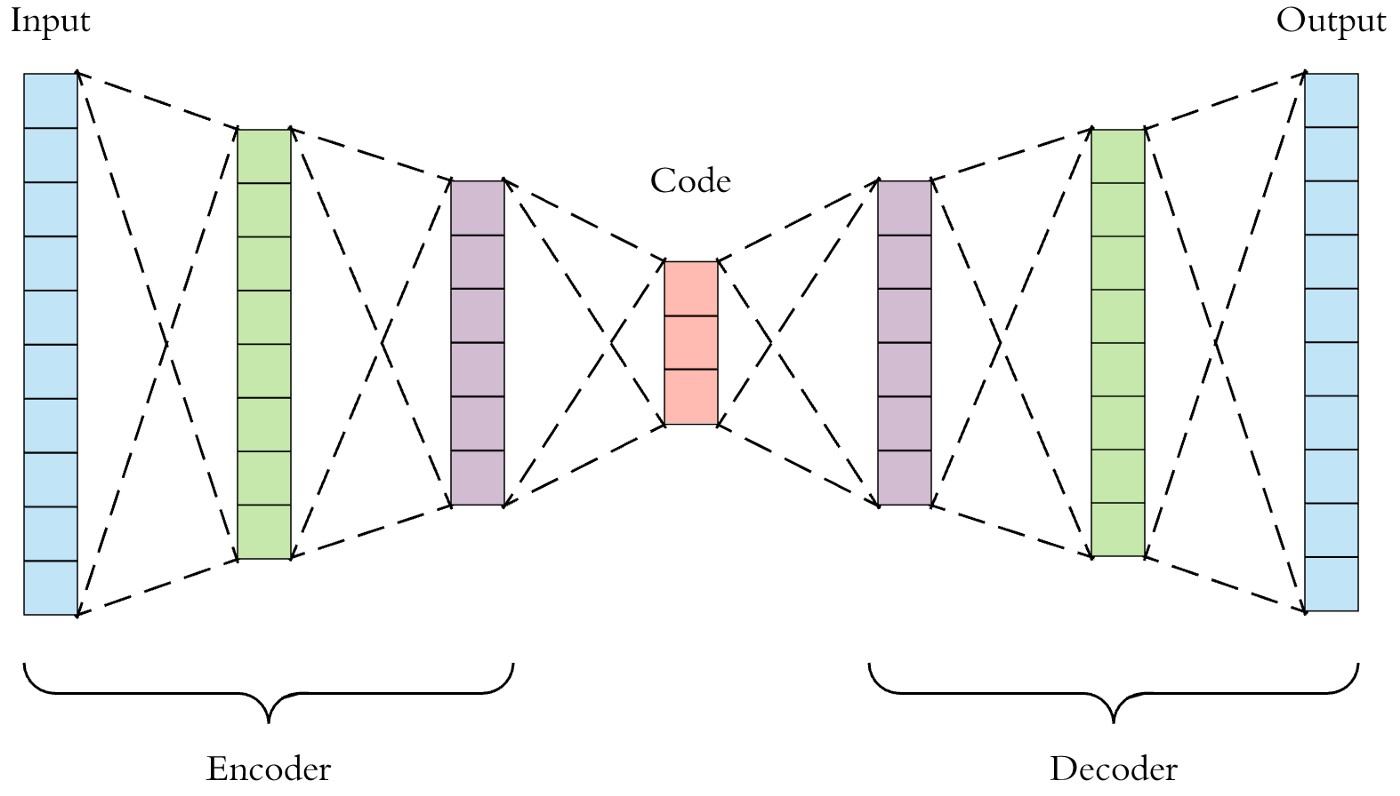 Input
Output
Code
Encoder
Decoder